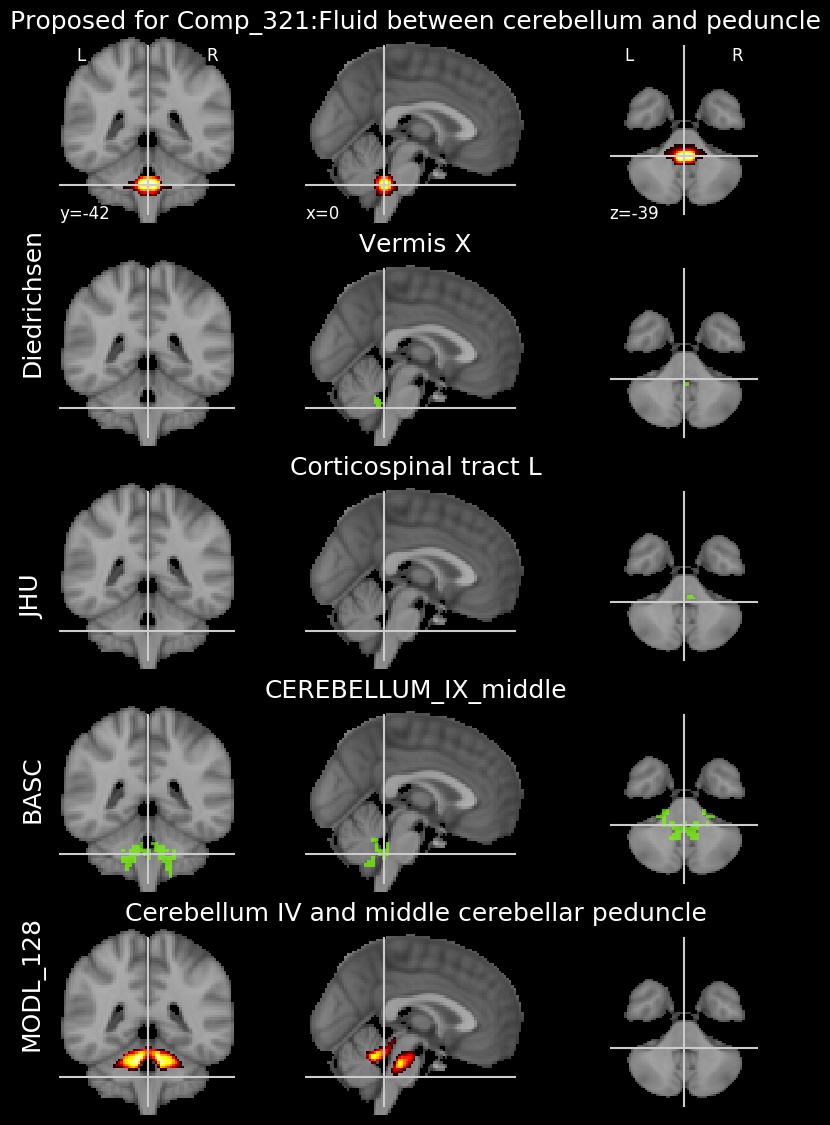 Proposed for Comp_321:Fluid between cerebellum and peduncle
L R
L R
y=-42
x=0
z=-39
Diedrichsen
Vermis X
JHU
Corticospinal tract L
BASC
CEREBELLUM_IX_middle
MODL_128
Cerebellum IV and middle cerebellar peduncle